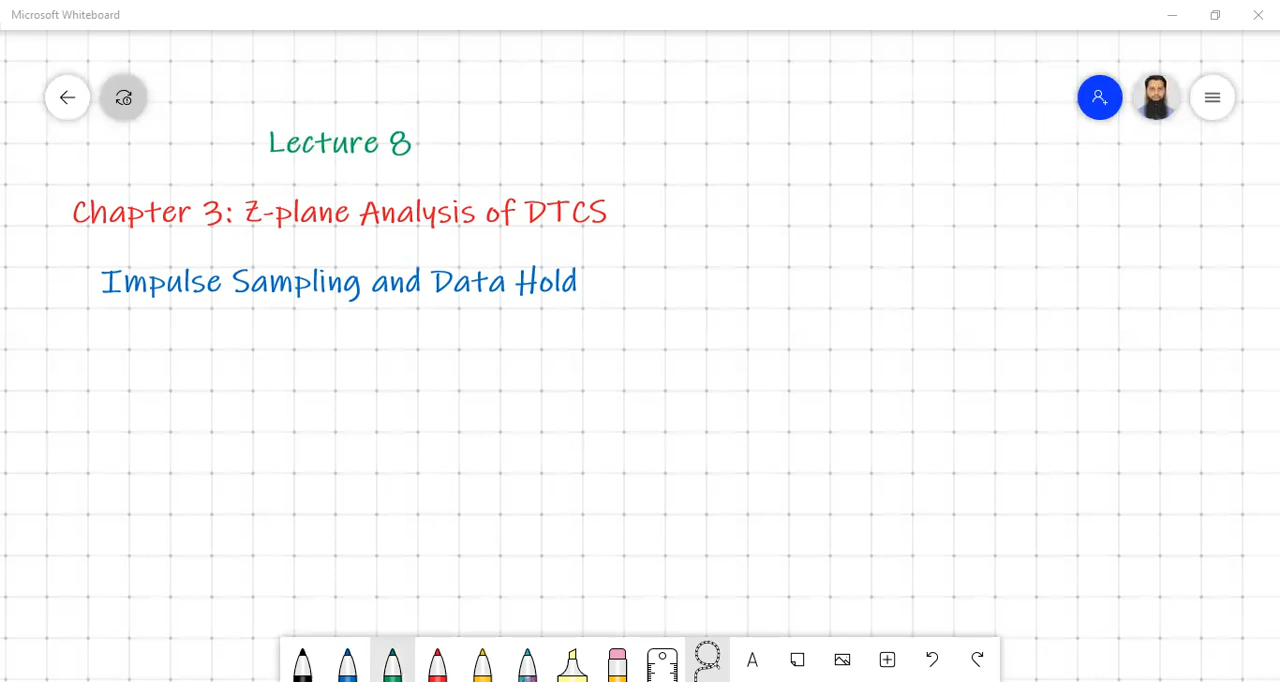 Microsoft Whiteboard
Lecture 8
Chapter 3: Z-plane Analysis of DTCS
Impulse Sampling and Data Hold
A